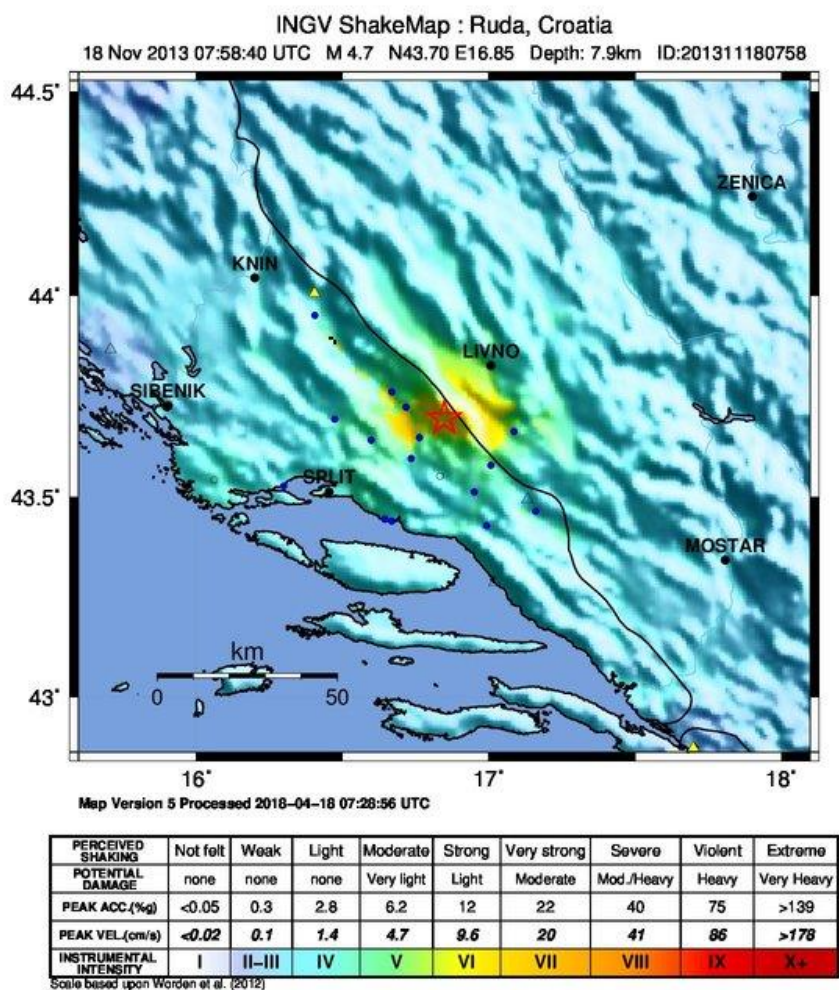 INGV ShakeMap : Ruda, Croatia
18 Nov 2013 07:58:40 UTC M 4.7 N43.70 E16.85 Depth: 7.9km ID:201311180758
44.5˚
ZENICA
KNIN
44˚
LIVNO
SIBENIK
SPLIT
43.5˚
MOSTAR
km
0 50
43˚
16˚ 17˚ 18˚
Map Version 5 Processed 2018-04-18 07:28:56 UTC
PERCEIVED SHAKING Not felt Weak Light Moderate Strong Very strong Severe Violent Extreme
POTENTIAL DAMAGE none none none Very light Light Moderate Mod./Heavy Heavy Very Heavy
PEAK ACC.(%g) <0.05 0.3 2.8 6.2 12 22 40 75 >139
PEAK VEL.(cm/s) <0.02 0.1 1.4 4.7 9.6 20 41 86 >178
INSTRUMENTAL INTENSITY I II-III IV V VI VII VIII IX X+
Scale based upon Worden et al. (2012)